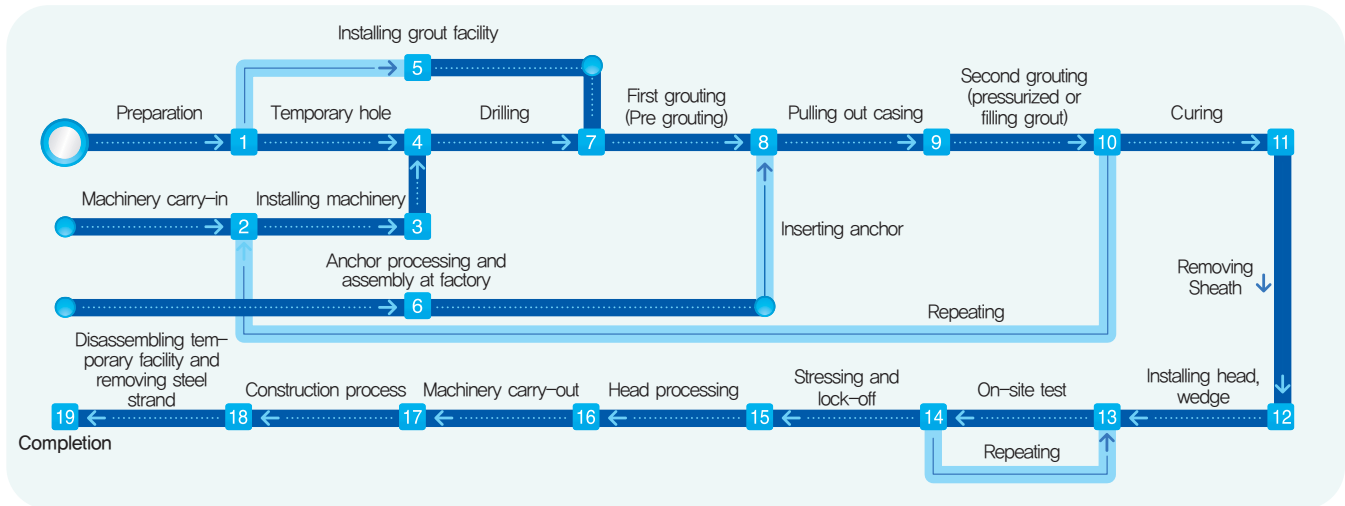 Installing grout facility
5
Preparation
Temporary hole
Drilling
First grouting
(Pre grouting)
Pulling out casing
Second grouting
(pressurized or
filling grout)
Curing
1
4
7
8
9
10
11
Machinery carry-in
Installing machinery
2
3
Inserting anchor
Anchor processing and
assembly at factory
6
Removing
Sheath
Repeating
Disassembling tem-
porary facility and
removing steel
strand
Construction process
Machinery carry-out
Head processing
Stressing and
lock-off
On-site test
Installing head,
wedge
19
18
17
16
15
14
13
12
Completion
Repeating